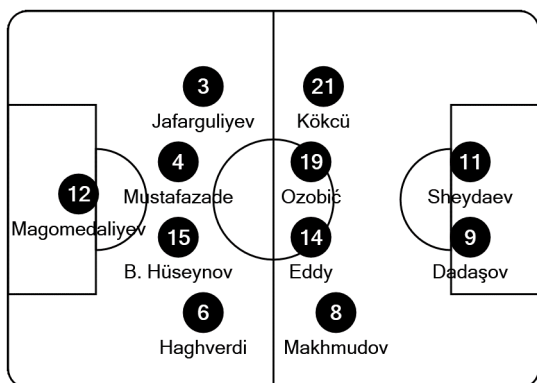 3
Jafarguliyev
21
Kökcü
4
Mustafazade
19
Ozobić
11
Sheydaev
12
Magomedaliyev
15
B. Hüseynov
14
Eddy
9
Dadaşov
6
Haghverdi
8
Makhmudov